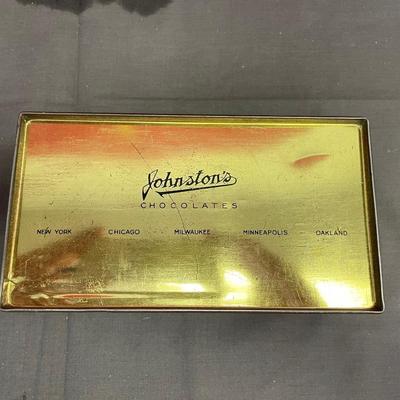 Johnston's
CHOCOLATES
NEW YORK CHICAGO MILWAUKEE MINNEAPOLIS OAKLAND